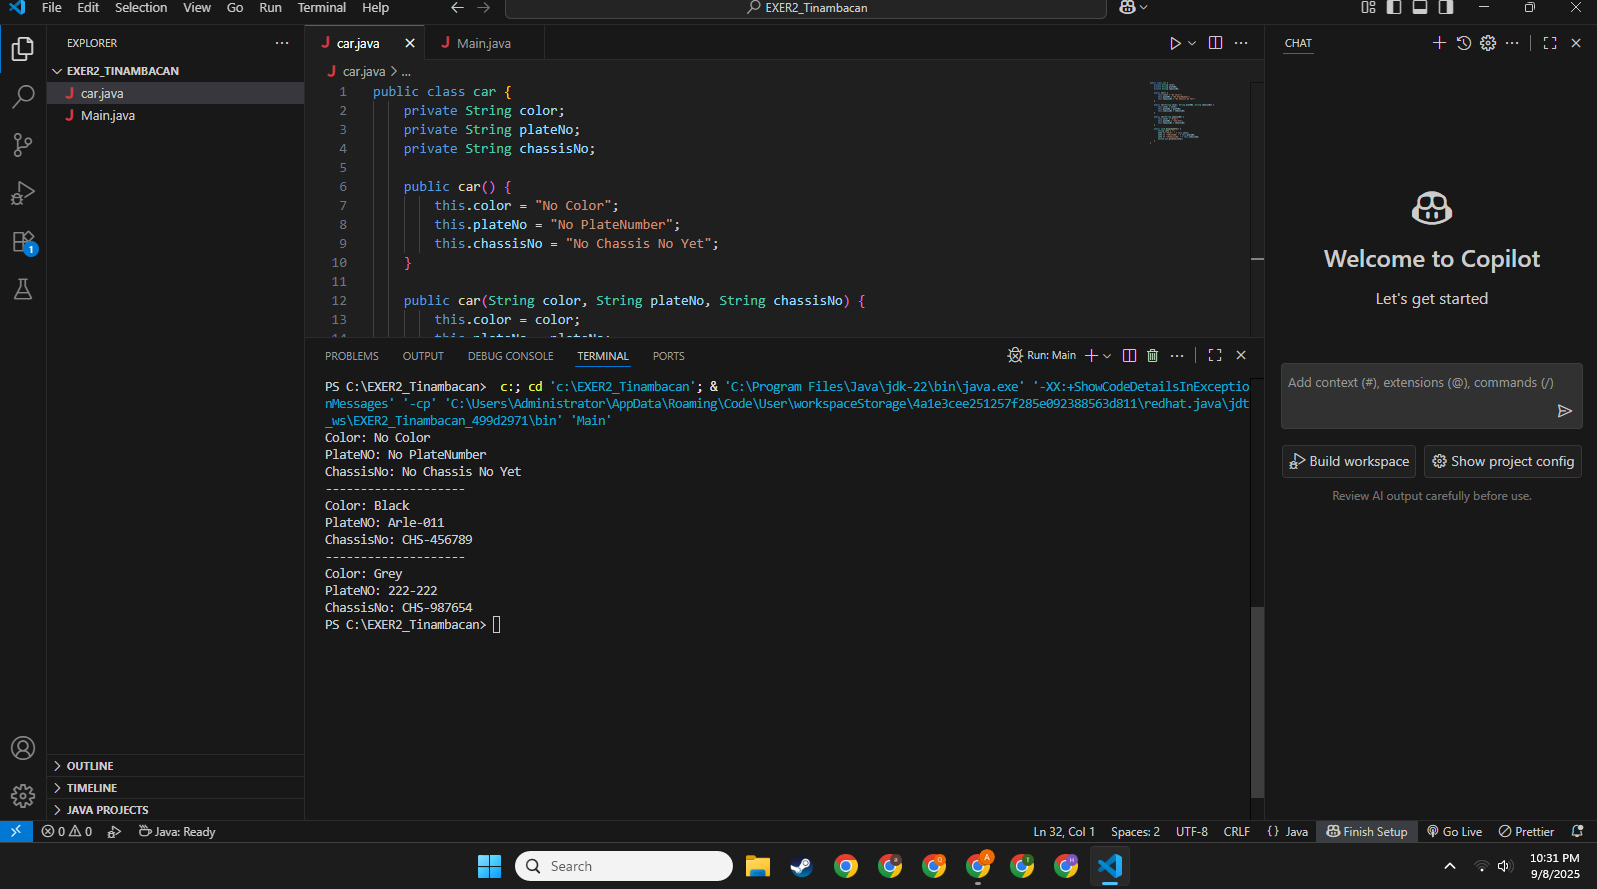 File Edit Selection View Go Run Terminal Help
EXER2_Tinambacan
EXPLORER
EXER2_TINAMBACAN
car.java
Main.java
OUTLINE
TIMELINE
JAVA PROJECTS
car.java Main.java
car.java > ...
1 public class car {
2 private String color;
3 private String plateNo;
4 private String chassisNo;
5
6 public car() {
7 this.color = "No Color";
8 this.plateNo = "No PlateNumber";
9 this.chassisNo = "No Chassis No Yet";
10 }
11
12 public car(String color, String plateNo, String chassisNo) {
13 this.color = color;
PROBLEMS OUTPUT DEBUG CONSOLE TERMINAL PORTS
Run: Main
PS C:\EXER2_Tinambacan> c:; cd 'c:\EXER2_Tinambacan'; & 'C:\Program Files\Java\jdk-22\bin\java.exe' '-XX:+ShowCodeDetailsInExceptio
nMessages' '-cp' 'C:\Users\Administrator\AppData\Roaming\Code\User\workspaceStorage\4a1e3cee251257f285e092388563d811\redhat.java\jdt
_ws\EXER2_Tinambacan_499d2971\bin' 'Main'
Color: No Color
PlateNO: No PlateNumber
ChassisNo: No Chassis No Yet
--------------------
Color: Black
PlateNO: Arle-011
ChassisNo: CHS-456789
--------------------
Color: Grey
PlateNO: 222-222
ChassisNo: CHS-987654
PS C:\EXER2_Tinambacan>
CHAT
Welcome to Copilot
Let's get started
Add context (#), extensions (@), commands (/)
Build workspace Show project config
Review AI output carefully before use.
1
0 0 Java: Ready
Ln 32, Col 1 Spaces: 2 UTF-8 CRLF {} Java Finish Setup Go Live Prettier
Search
10:31 PM
9/8/2025